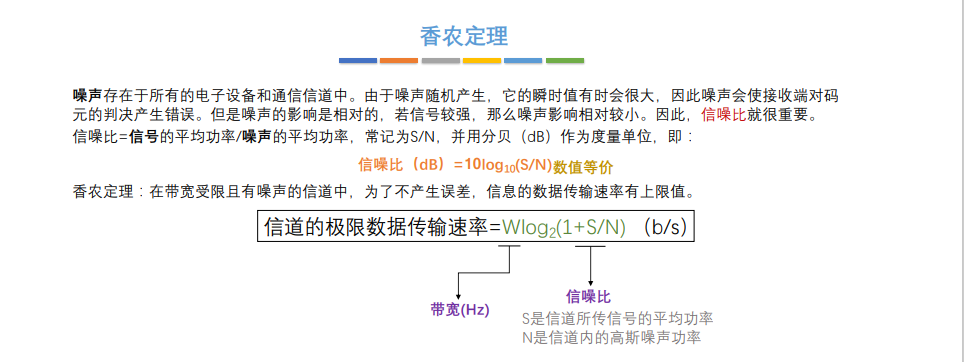 香农定理
噪声存在于所有的电子设备和通信信道中。由于噪声随机产生，它的瞬时值有时会很大，因此噪声会使接收端对码
元的判决产生错误。但是噪声的影响是相对的，若信号较强，那么噪声影响相对较小。因此，信噪比就很重要。
信噪比=信号的平均功率/噪声的平均功率，常记为S/N，并用分贝（dB）作为度量单位，即：
信噪比（dB）=10log₁₀(S/N)数值等价
香农定理：在带宽受限且有噪声的信道中，为了不产生误差，信息的数据传输速率有上限值。
信道的极限数据传输速率=Wlog₂(1+S/N) （b/s）
带宽(Hz)
信噪比
S是信道所传信号的平均功率
N是信道内的高斯噪声功率